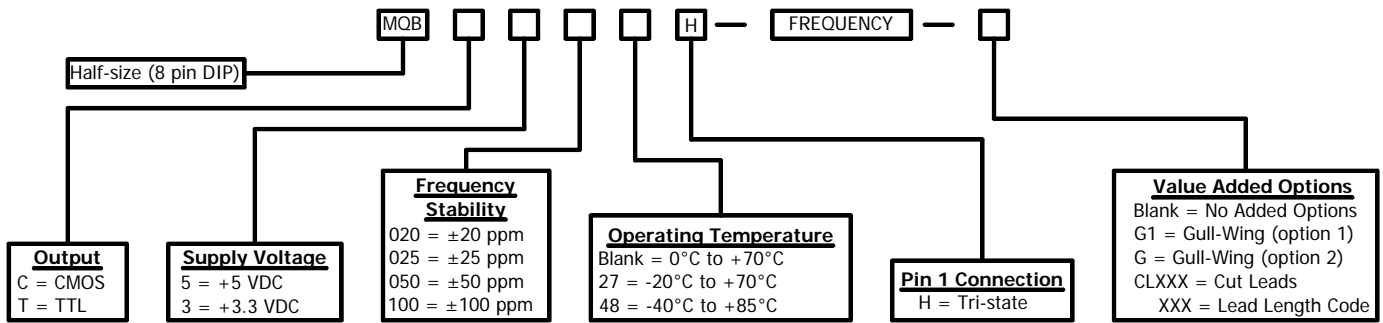 MQB H — FREQUENCY —
Half-size (8 pin DIP)
Output
C = CMOS
T = TTL
Supply Voltage
5 = +5 VDC
3 = +3.3 VDC
Frequency
Stability
020 = ±20 ppm
025 = ±25 ppm
050 = ±50 ppm
100 = ±100 ppm
Operating Temperature
Blank = 0°C to +70°C
27 = -20°C to +70°C
48 = -40°C to +85°C
Pin 1 Connection
H = Tri-state
Value Added Options
Blank = No Added Options
G1 = Gull-Wing (option 1)
G = Gull-Wing (option 2)
CLXXX = Cut Leads
XXX = Lead Length Code